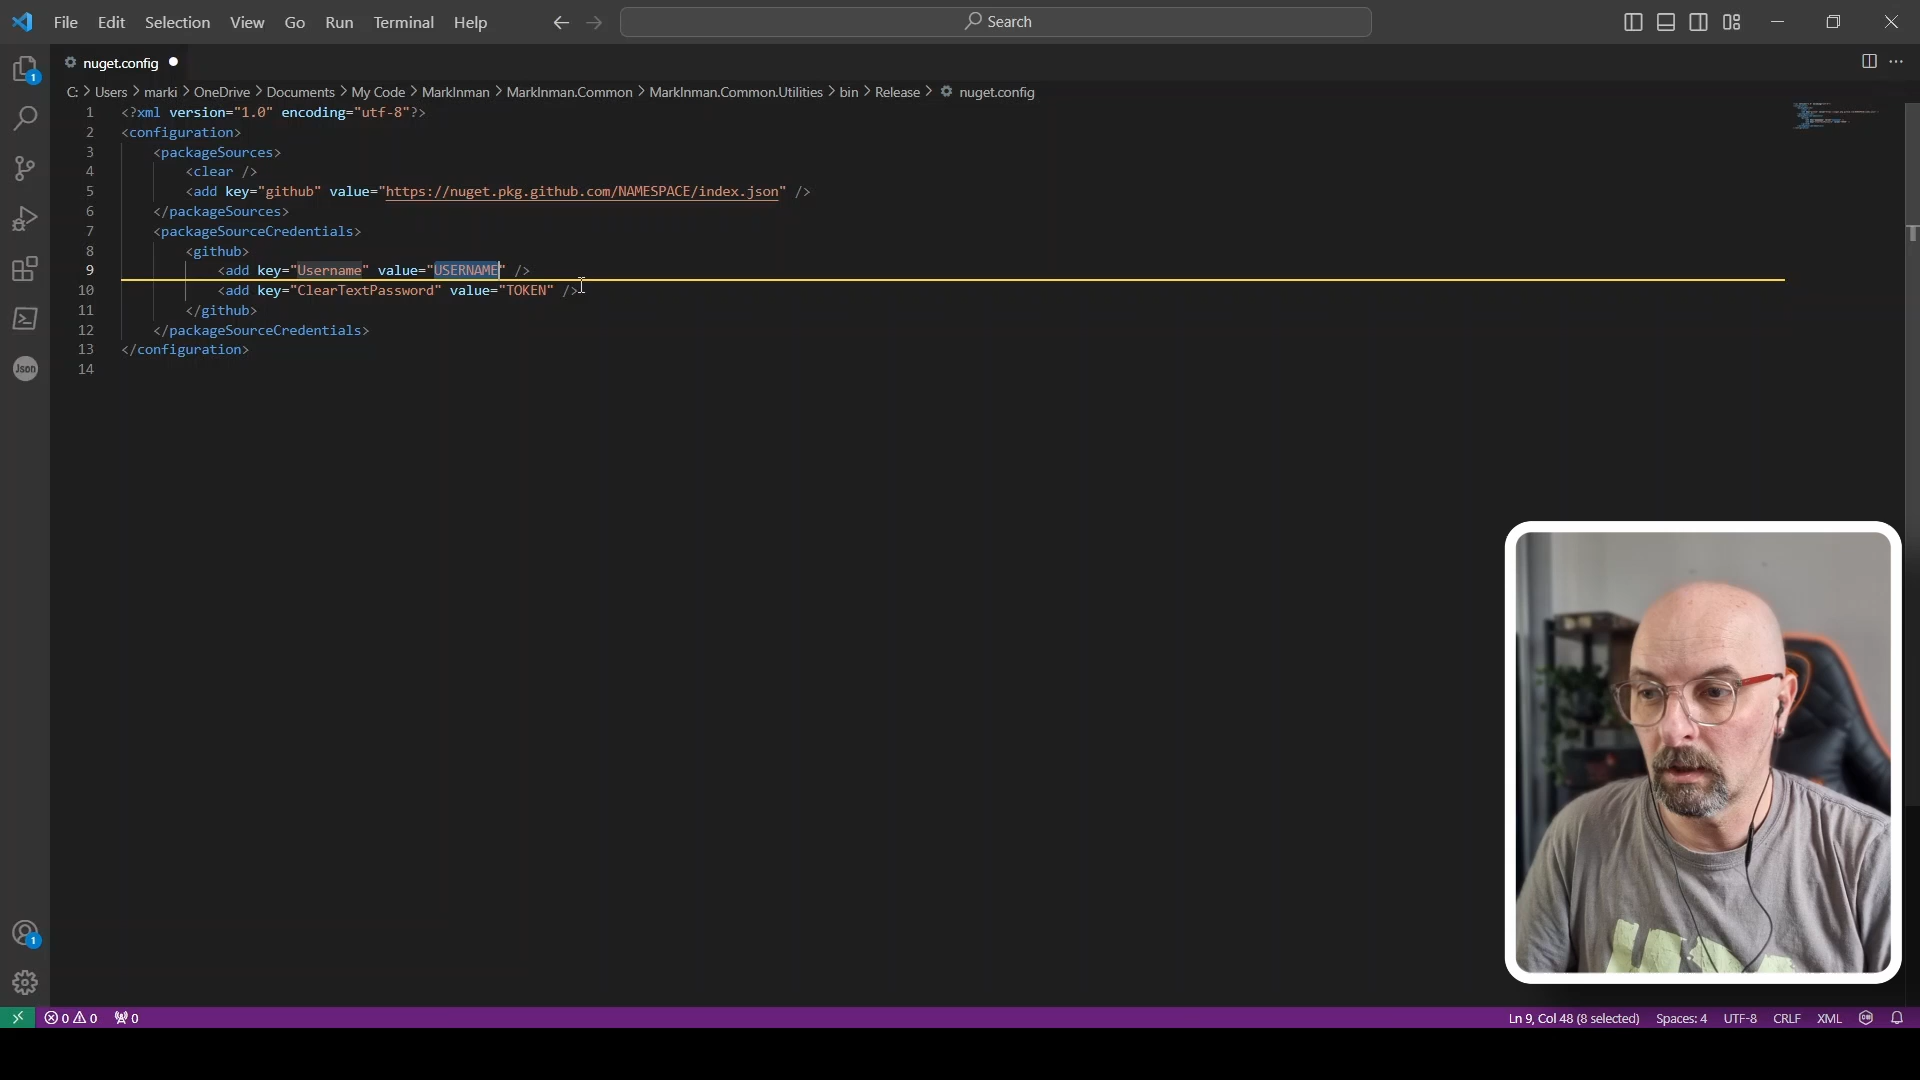 File Edit Selection View Go Run Terminal Help
Search
nuget.config
C: > Users > marki > OneDrive > Documents > My Code > MarkInman > MarkInman.Common > MarkInman.Common.Utilities > bin > Release > nuget.config
1 <?xml version="1.0" encoding="utf-8"?>
2 <configuration>
3 <packageSources>
4 <clear />
5 <add key="github" value="https://nuget.pkg.github.com/NAMESPACE/index.json" />
6 </packageSources>
7 <packageSourceCredentials>
8 <github>
9 <add key="Username" value="USERNAME" />
10 <add key="ClearTextPassword" value="TOKEN" />
11 </github>
12 </packageSourceCredentials>
13 </configuration>
14
1
Json
1
0 0 0
Ln 9, Col 48 (8 selected) Spaces: 4 UTF-8 CRLF XML